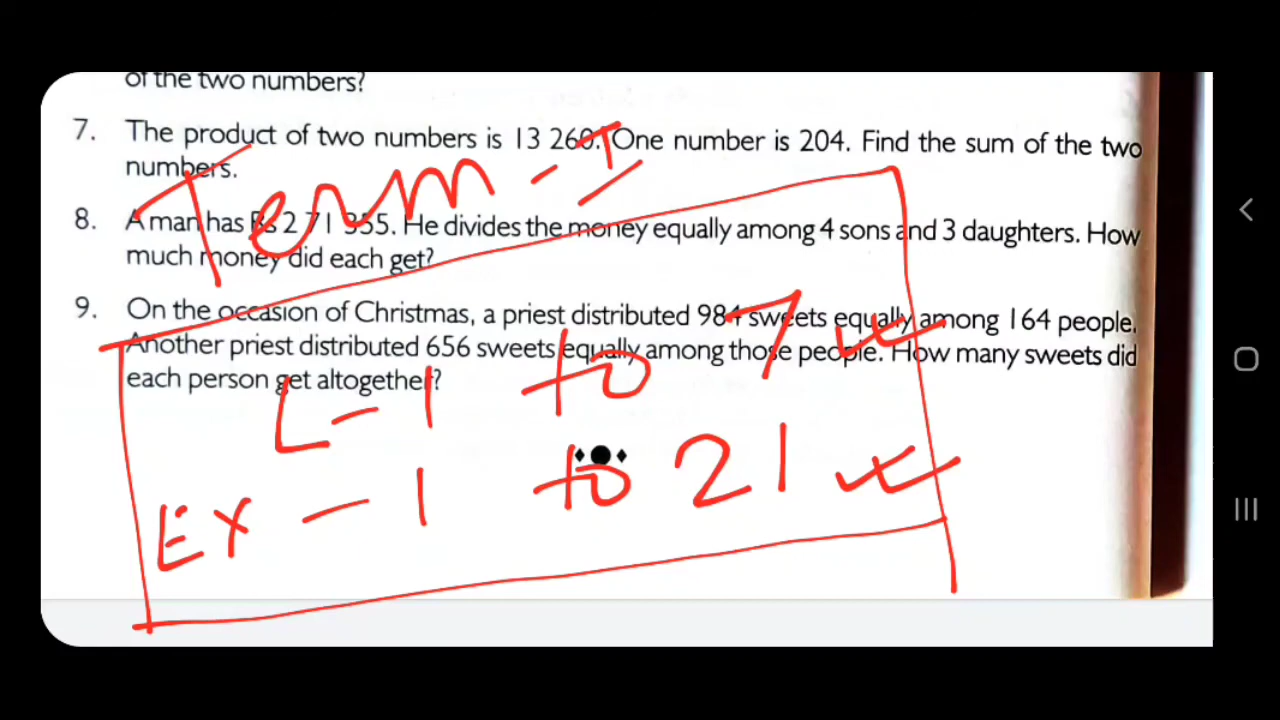 of the two numbers?
7. The product of two numbers is 13 260. One number is 204. Find the sum of the two
numbers.
Term - I
8. A man has Rs 2 71 355. He divides the money equally among 4 sons and 3 daughters. How
much money did each get?
9. On the occasion of Christmas, a priest distributed 984 sweets equally among 164 people.
Another priest distributed 656 sweets equally among those people. How many sweets did
each person get altogether?
L - 1 to 7
Ex - 1 to 21